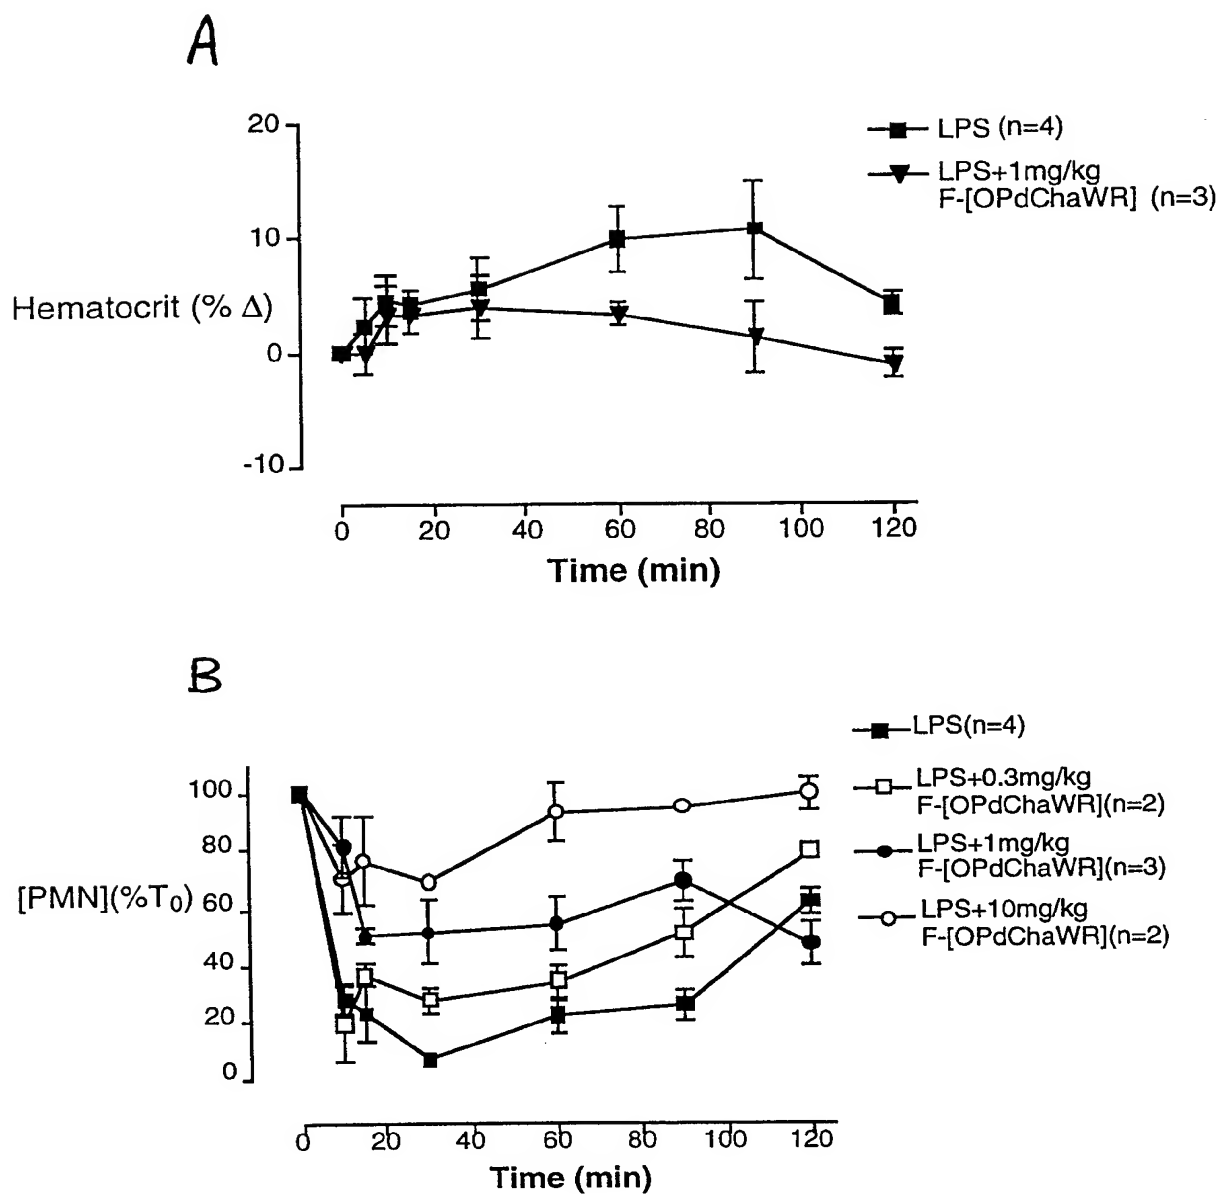 A
20
10
0
-10
Hematocrit (% Δ)
LPS (n=4)
LPS+1mg/kg
F-[OPdChaWR] (n=3)
0 20 40 60 80 100 120
Time (min)
B
100
80
60
40
20
0
[PMN](%T₀)
LPS(n=4)
LPS+0.3mg/kg
F-[OPdChaWR](n=2)
LPS+1mg/kg
F-[OPdChaWR](n=3)
LPS+10mg/kg
F-[OPdChaWR](n=2)
0 20 40 60 80 100 120
Time (min)